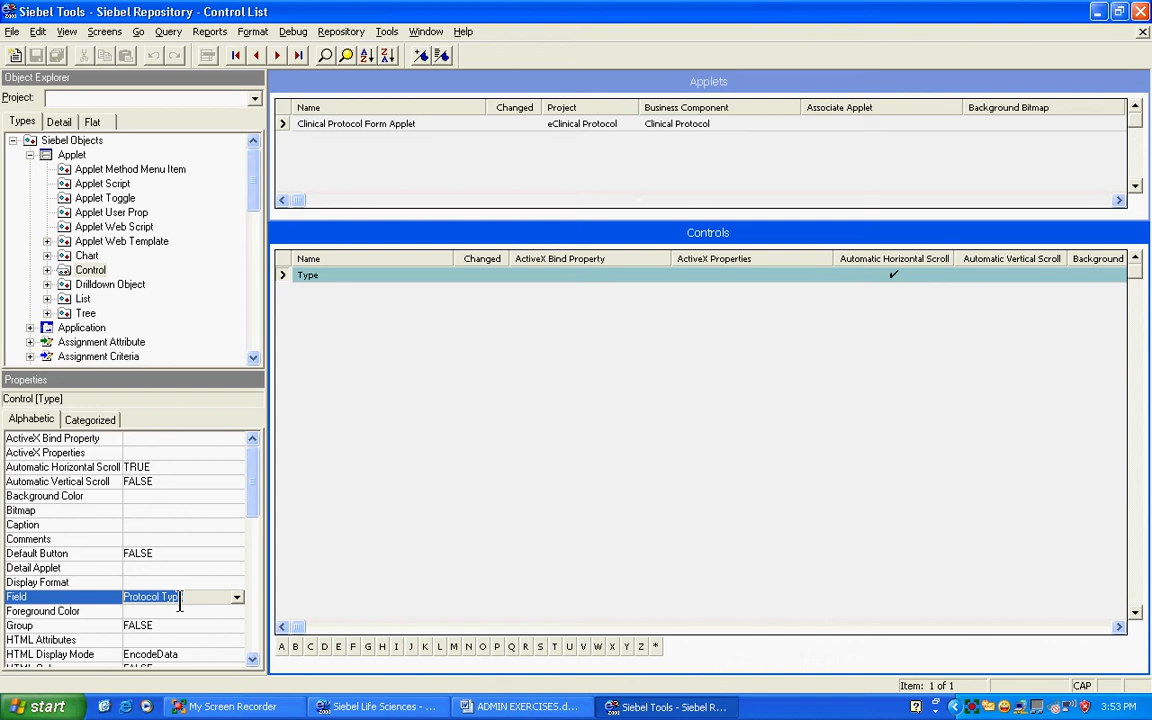 Siebel Tools - Siebel Repository - Control List
File Edit View Screens Go Query Reports Format Debug Repository Tools Window Help
Object Explorer
Project:
Types Detail Flat
Siebel Objects
Applet
Applet Method Menu Item
Applet Script
Applet Toggle
Applet User Prop
Applet Web Script
Applet Web Template
Chart
Control
Drilldown Object
List
Tree
Application
Assignment Attribute
Assignment Criteria
Properties
Control [Type]
Alphabetic Categorized
ActiveX Bind Property
ActiveX Properties
Automatic Horizontal Scroll TRUE
Automatic Vertical Scroll FALSE
Background Color
Bitmap
Caption
Comments
Default Button FALSE
Detail Applet
Display Format
Field Protocol Typ
Foreground Color
Group FALSE
HTML Attributes
HTML Display Mode EncodeData
Applets
Name Changed Project Business Component Associate Applet Background Bitmap
Clinical Protocol Form Applet eClinical Protocol Clinical Protocol
Controls
Name Changed ActiveX Bind Property ActiveX Properties Automatic Horizontal Scroll Automatic Vertical Scroll Background
Type
A B C D E F G H I J K L M N O P Q R S T U V W X Y Z *
Item: 1 of 1 CAP
start My Screen Recorder Siebel Life Sciences - ... ADMIN EXERCISES.d... Siebel Tools - Siebel R... 3:53 PM